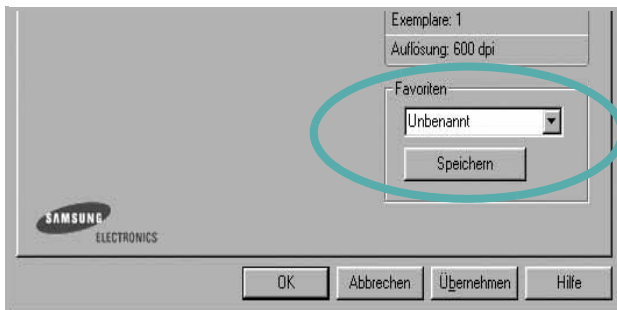 Exemplare: 1
Auflösung: 600 dpi
Favoriten
Unbenannt
Speichern
SAMSUNG
ELECTRONICS
OK Abbrechen Übernehmen Hilfe